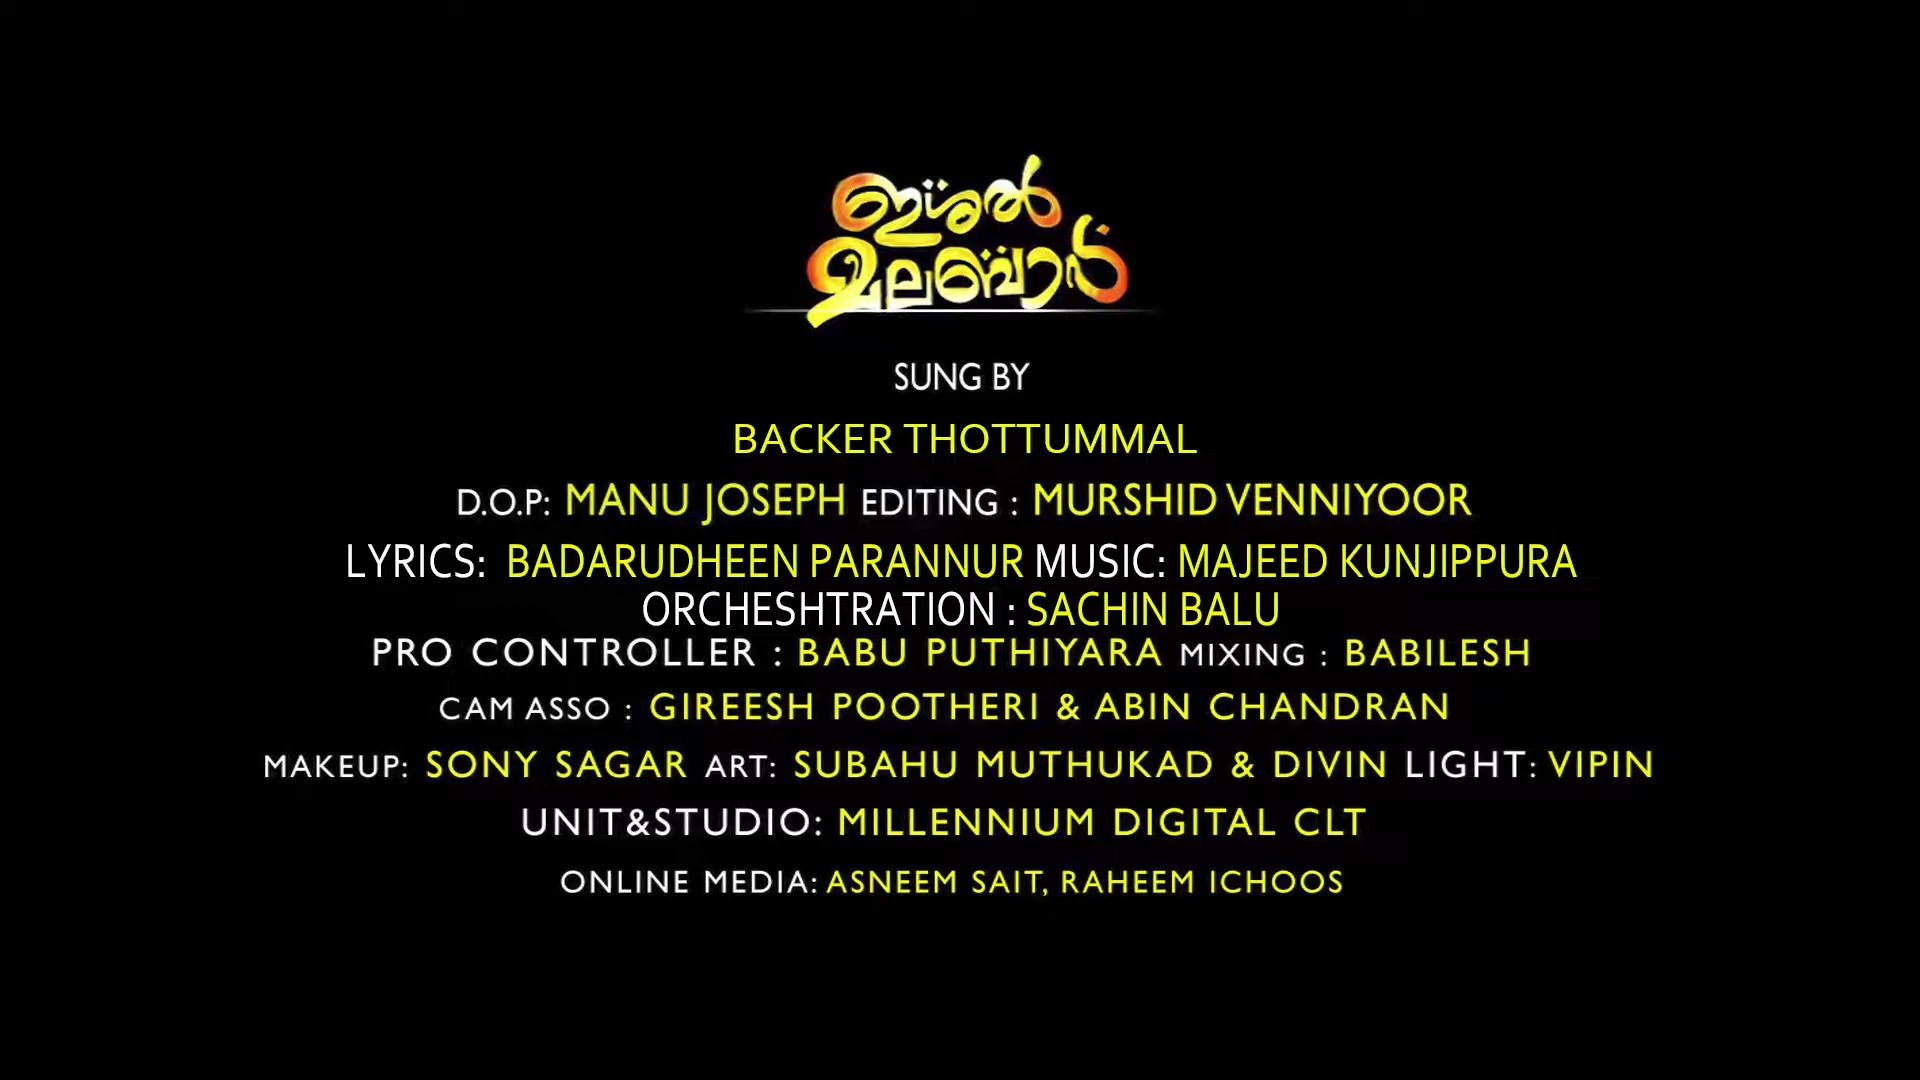 ഇശൽ
മലബാർ
SUNG BY
BACKER THOTTUMMAL
D.O.P: MANU JOSEPH EDITING : MURSHID VENNIYOOR
LYRICS: BADARUDHEEN PARANNUR MUSIC: MAJEED KUNJIPPURA
ORCHESHTRATION : SACHIN BALU
PRO CONTROLLER : BABU PUTHIYARA MIXING : BABILESH
CAM ASSO : GIREESH POOTHERI & ABIN CHANDRAN
MAKEUP: SONY SAGAR ART: SUBAHU MUTHUKAD & DIVIN LIGHT: VIPIN
UNIT&STUDIO: MILLENNIUM DIGITAL CLT
ONLINE MEDIA: ASNEEM SAIT, RAHEEM ICHOOS